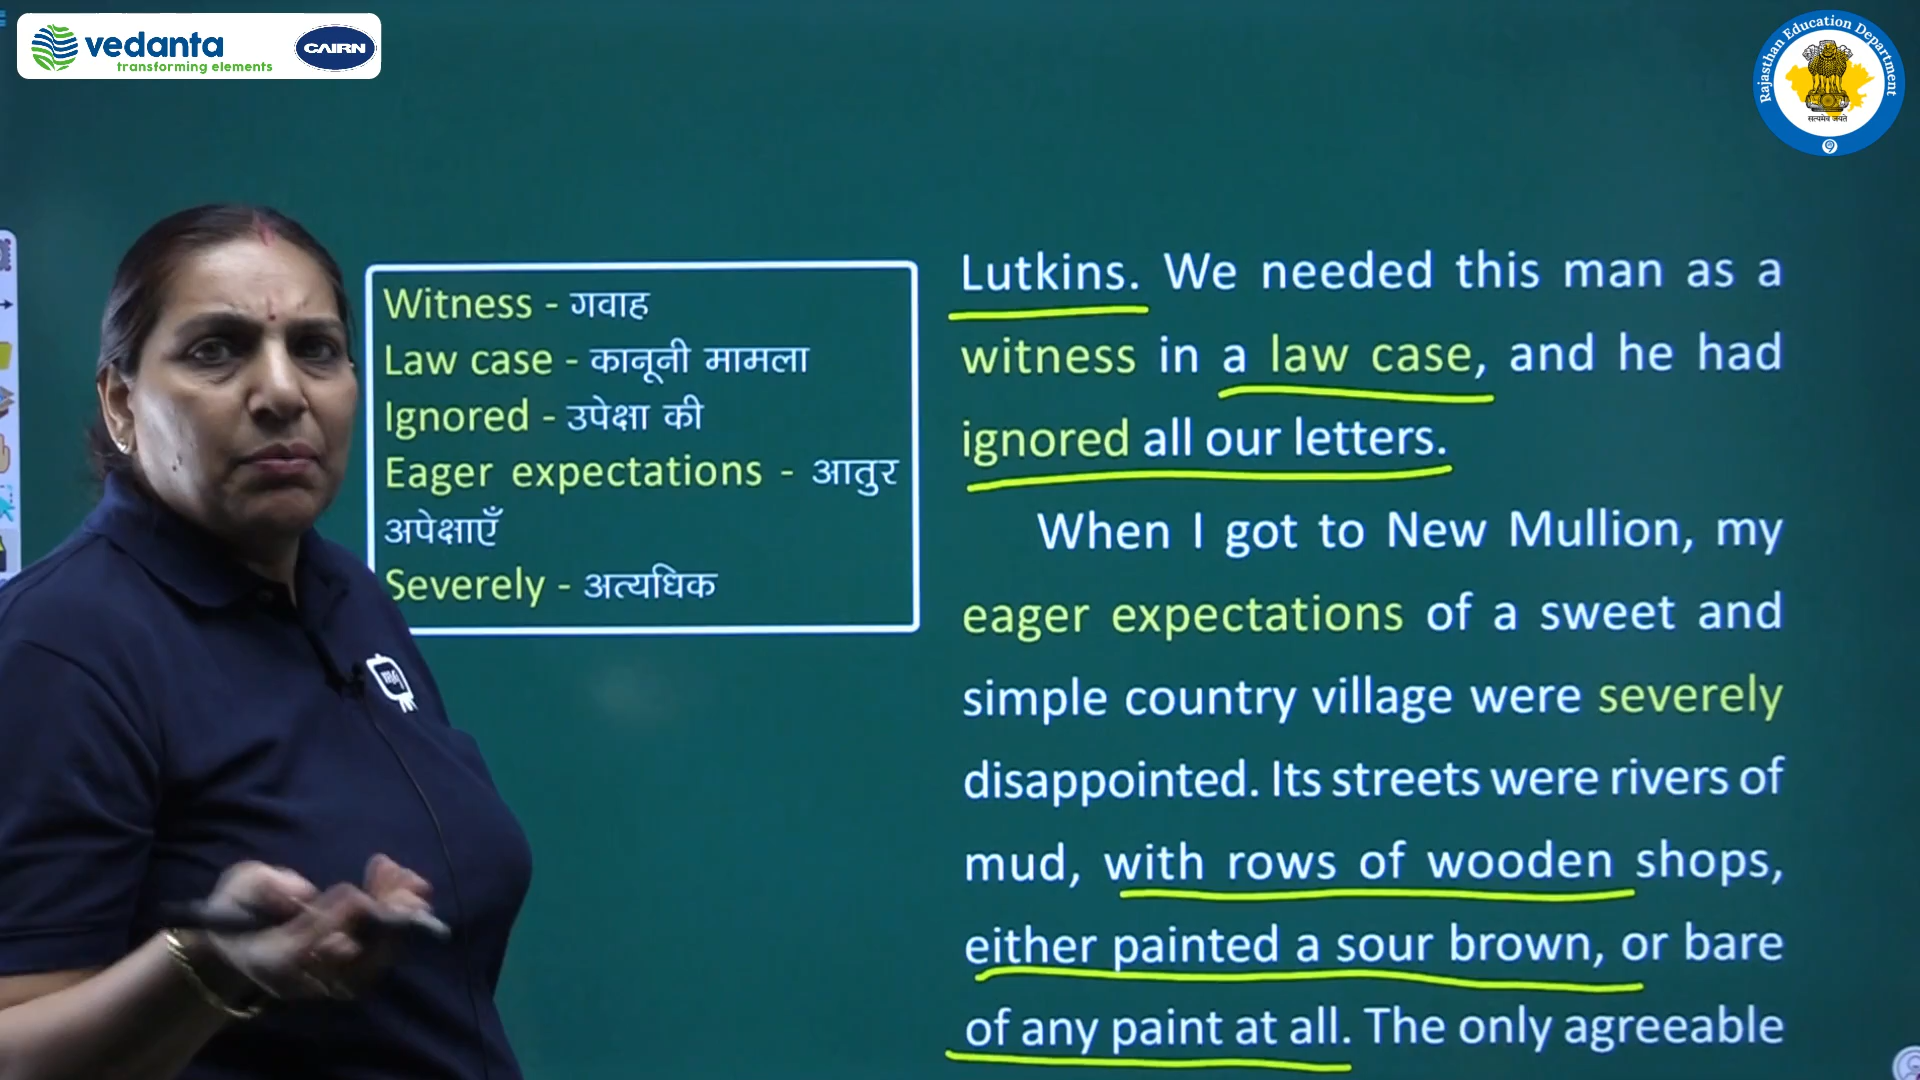 vedanta
transforming elements
CAIRN
Rajasthan Education Department
सत्यमेव जयते
Witness - गवाह
Law case - कानूनी मामला
Ignored - उपेक्षा की
Eager expectations - आतुर
अपेक्षाएँ
Severely - अत्यधिक
Lutkins. We needed this man as a
witness in a law case, and he had
ignored all our letters.
When I got to New Mullion, my
eager expectations of a sweet and
simple country village were severely
disappointed. Its streets were rivers of
mud, with rows of wooden shops,
either painted a sour brown, or bare
of any paint at all. The only agreeable